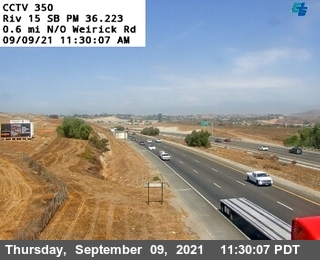 CCTV 350
Riv 15 SB PM 36.223
0.6 mi N/O Weirick Rd
09/09/21 11:30:07 AM
Thursday, September 09, 2021 11:30:07 PDT